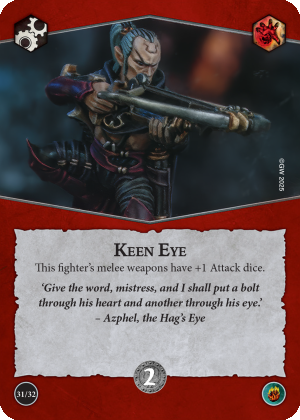 ©GW 2025
KEEN EYE
This fighter's melee weapons have +1 Attack dice.
'Give the word, mistress, and I shall put a bolt
through his heart and another through his eye.'
– Azphel, the Hag's Eye
31/32
2